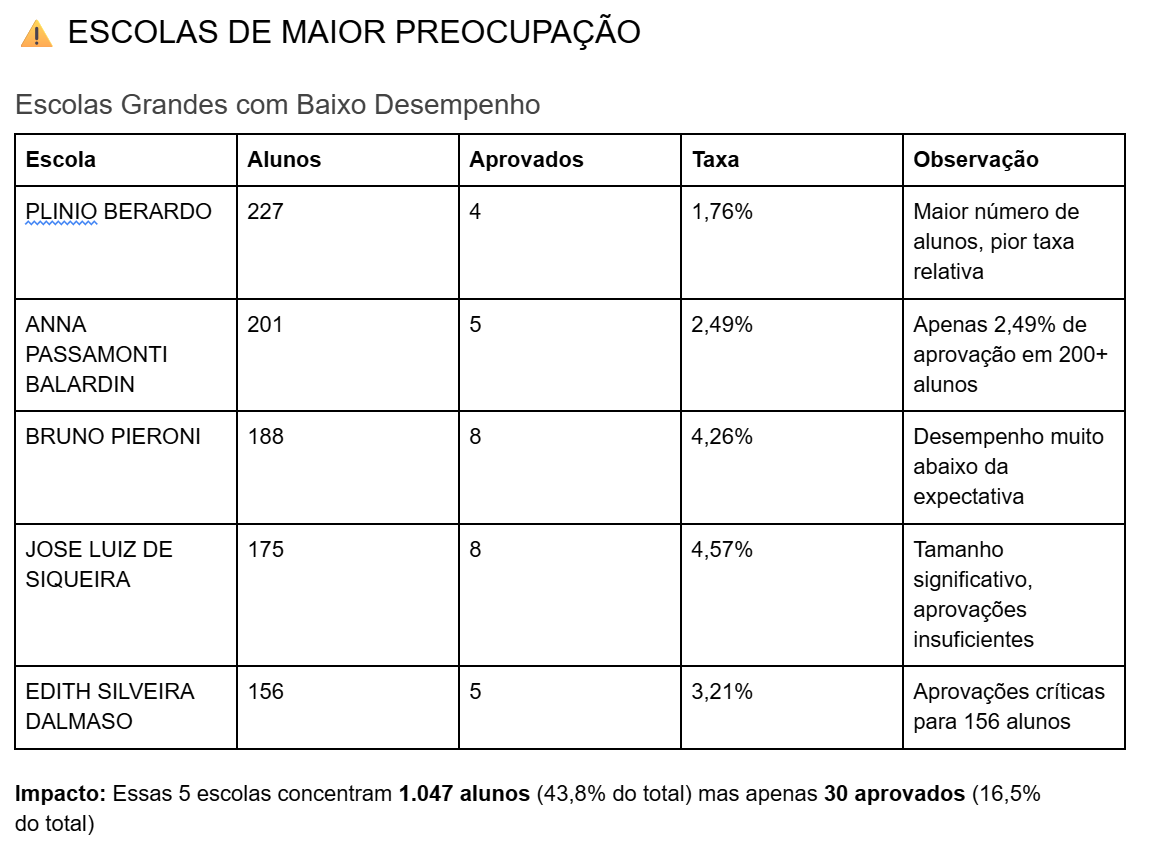 ⚠️ ESCOLAS DE MAIOR PREOCUPAÇÃO
Escolas Grandes com Baixo Desempenho
Escola Alunos Aprovados Taxa Observação
PLINIO BERARDO 227 4 1,76% Maior número de
alunos, pior taxa
relativa
ANNA 201 5 2,49% Apenas 2,49% de
PASSAMONTI aprovação em 200+
BALARDIN alunos
BRUNO PIERONI 188 8 4,26% Desempenho muito
abaixo da
expectativa
JOSE LUIZ DE 175 8 4,57% Tamanho
SIQUEIRA significativo,
aprovações
insuficientes
EDITH SILVEIRA 156 5 3,21% Aprovações críticas
DALMASO para 156 alunos
Impacto: Essas 5 escolas concentram 1.047 alunos (43,8% do total) mas apenas 30 aprovados (16,5%
do total)